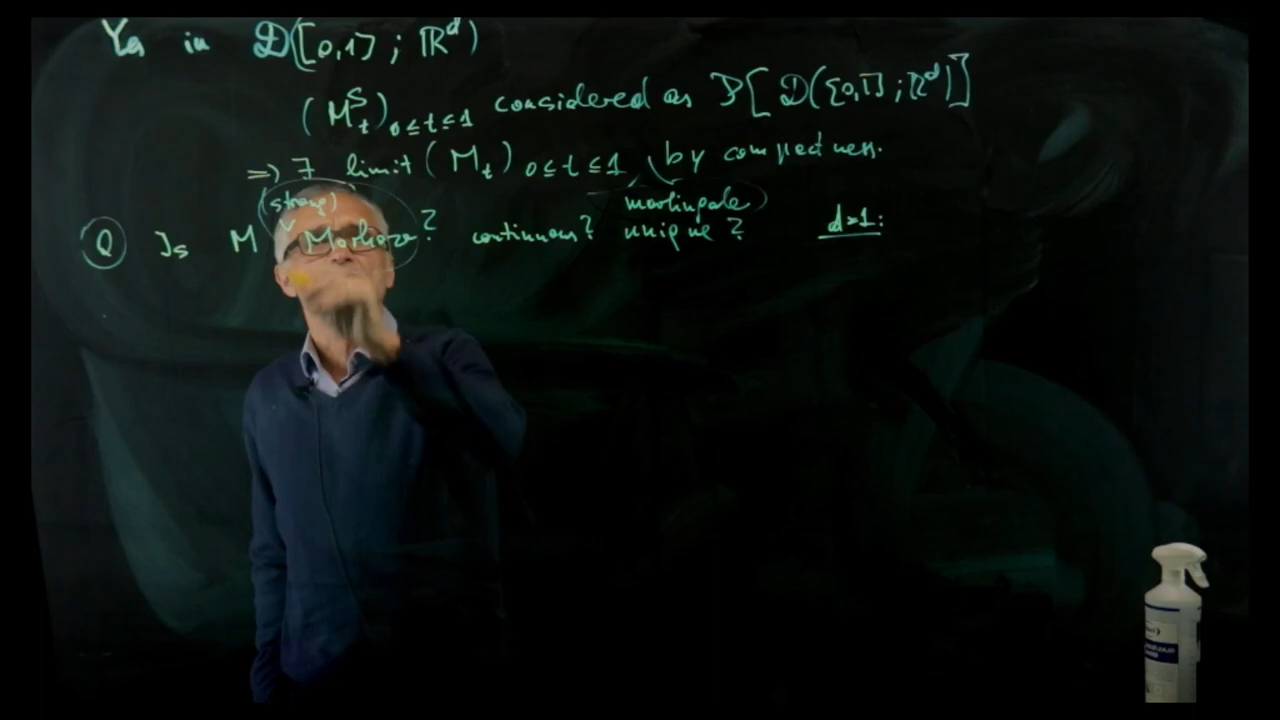 Yes in D([0,1] ; ℝᵈ)
(Mₜˢ)₀≤t≤1 considered as P[D([0,1] ; ℝᵈ)]
=> ∃ limit (Mₜ)₀≤t≤1, by compactness.
(strong) martingale)
Q Is M Markov? continuous? unique? d>1: